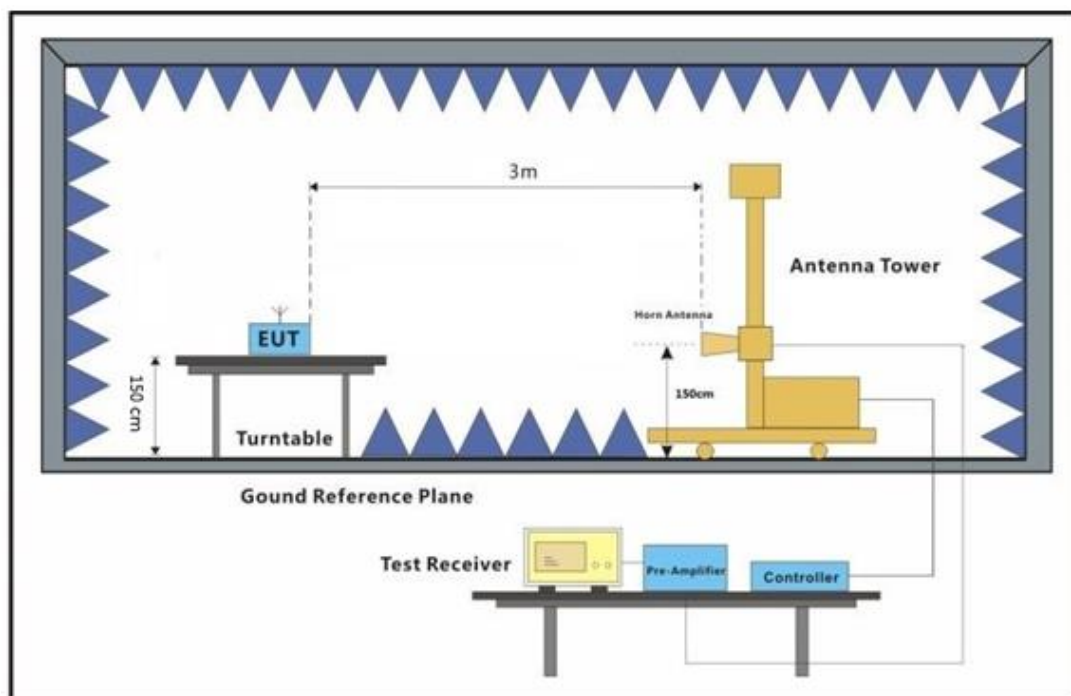 3m
Antenna Tower
Horn Antenna
EUT
150 cm
150cm
Turntable
Gound Reference Plane
Test Receiver
Pre-Amplifier
Controller